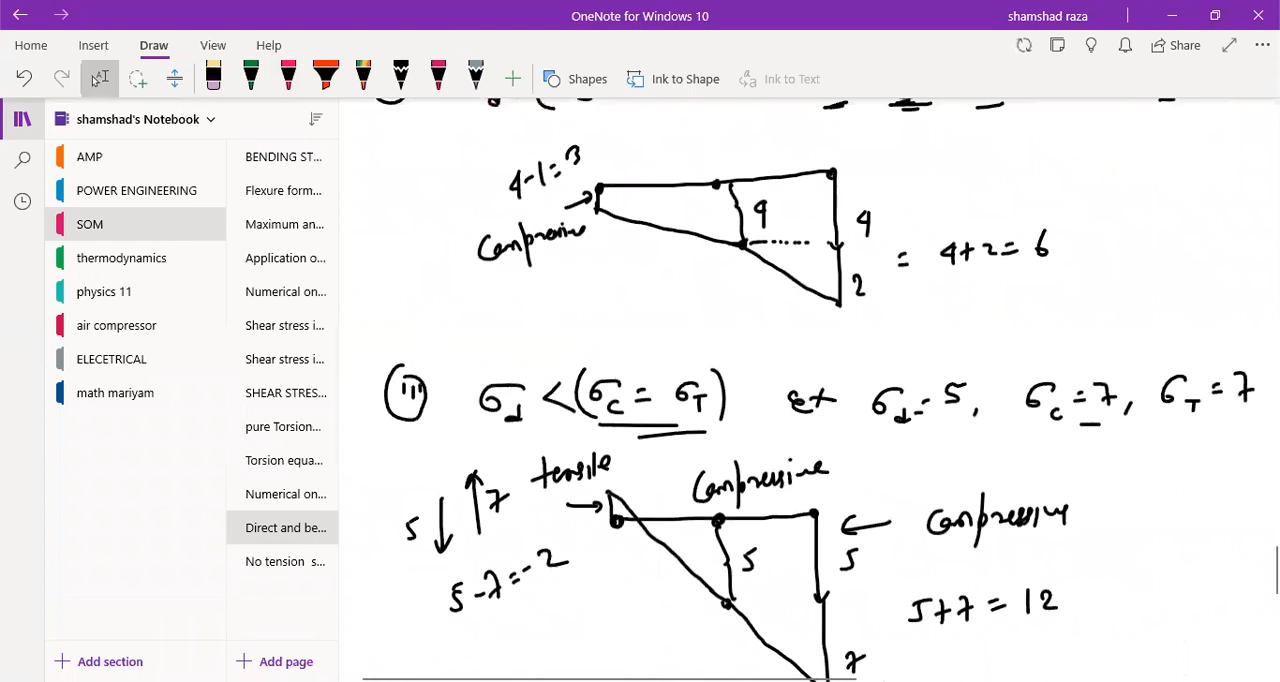 OneNote for Windows 10
shamshad raza
Home Insert Draw View Help
Share
Shapes Ink to Shape Ink to Text
shamshad's Notebook
AMP
POWER ENGINEERING
SOM
thermodynamics
physics 11
air compressor
ELECETRICAL
math mariyam
BENDING ST...
Flexure form...
Maximum an...
Application o...
Numerical on...
Shear stress i...
Shear stress i...
SHEAR STRES...
pure Torsion...
Torsion equa...
Numerical on...
Direct and be...
No tension s...
Add section
Add page
4-1=3
Compressive
4
4
2
= 4+2=6
(iii) σd < (σc = σT) ex σd=5, σc=7, σT=7
tensile
Compressive
Compressive
5 7
5
5
5-7=-2
5+7=12
7